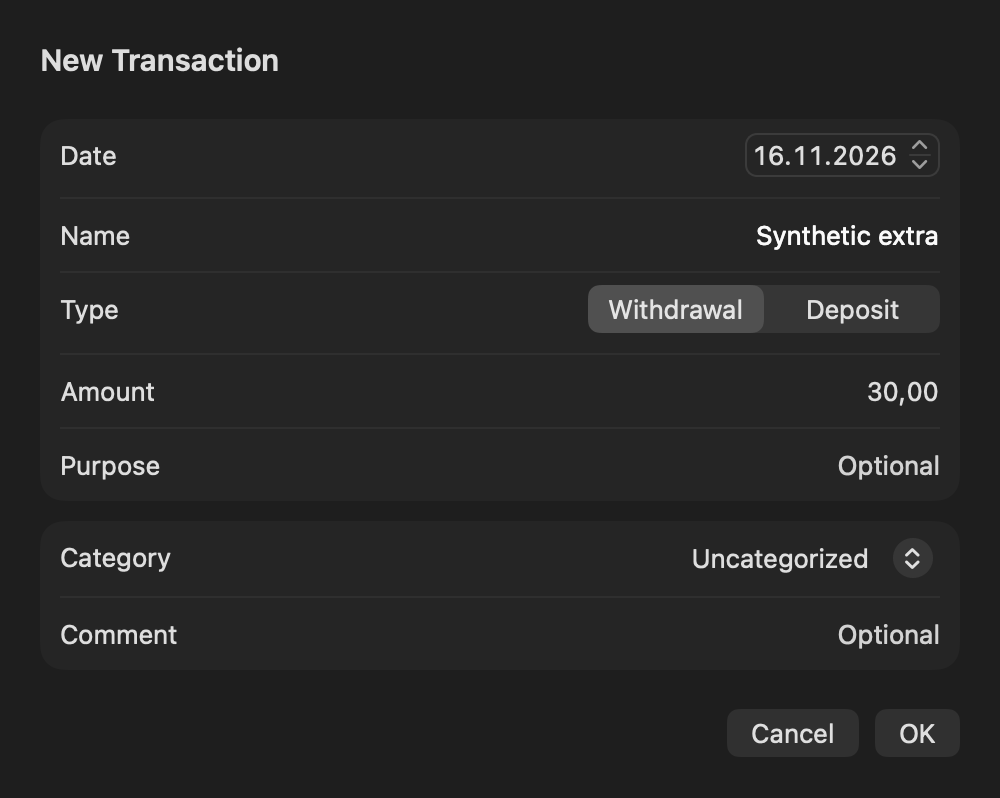 New Transaction
Date 16.11.2026
Name Synthetic extra
Type Withdrawal Deposit
Amount 30,00
Purpose Optional
Category Uncategorized
Comment Optional
Cancel OK